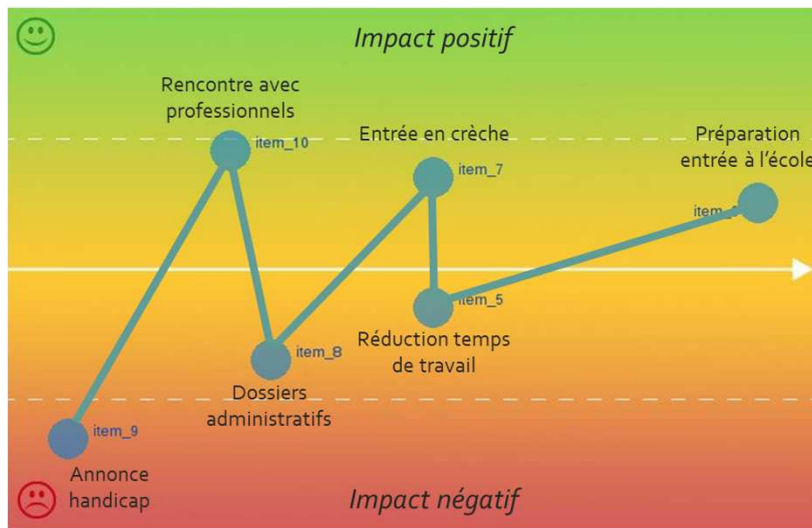 Impact positif
Rencontre avec
professionnels
item_10
Entrée en crèche
item_7
Préparation
entrée à l'école
item_5
Réduction temps
de travail
item_8
Dossiers
administratifs
item_9
Annonce
handicap
Impact négatif